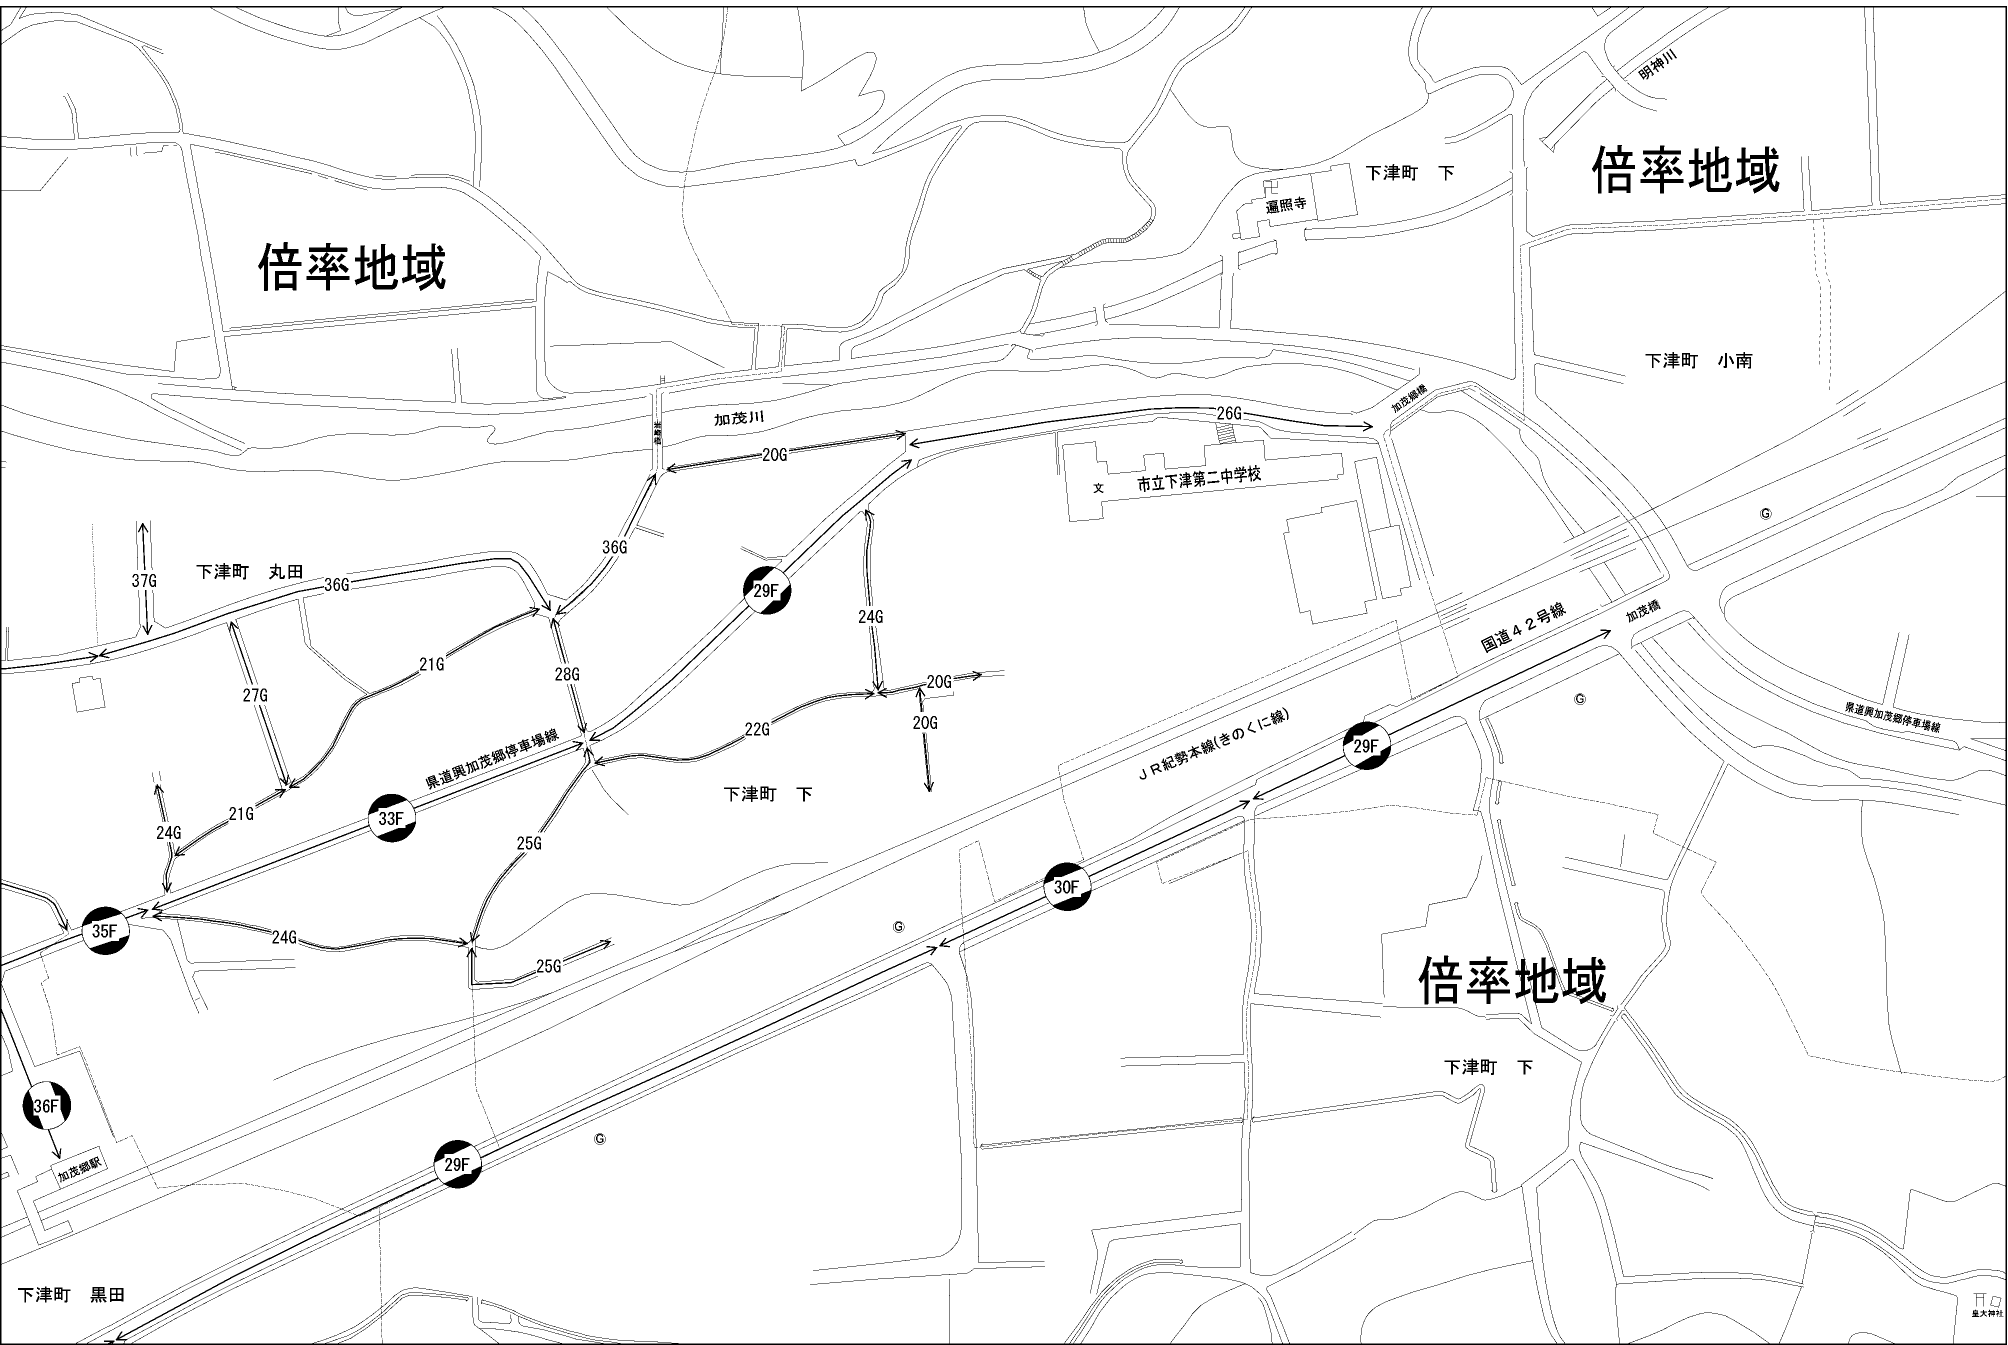 明神川
倍率地域
下津町　下
遍照寺
倍率地域
下津町　小南
加茂郷橋
26G
加茂川
20G
市立下津第二中学校
文
G
36G
下津町　丸田
37G
36G
29F
24G
加茂橋
国道４２号線
21G
28G
27G
20G
G
県道興加茂郷停車場線
20G
22G
ＪＲ紀勢本線(きのくに線)
29F
県道興加茂郷停車場線
下津町　下
21G
33F
24G
25G
30F
35F
24G
G
25G
倍率地域
下津町　下
36F
G
29F
加茂郷駅
下津町　黒田
皇大神社